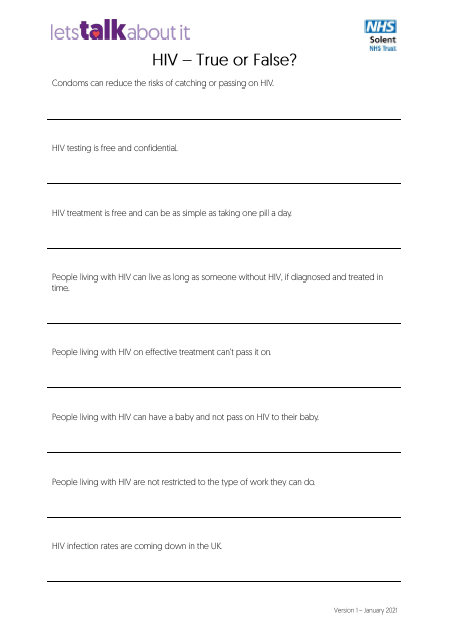 letstalkaboutit
NHS
Solent
NHS Trust
HIV – True or False?
Condoms can reduce the risks of catching or passing on HIV.
HIV testing is free and confidential.
HIV treatment is free and can be as simple as taking one pill a day.
People living with HIV can live as long as someone without HIV, if diagnosed and treated in
time.
People living with HIV on effective treatment can't pass it on.
People living with HIV can have a baby and not pass on HIV to their baby.
People living with HIV are not restricted to the type of work they can do.
HIV infection rates are coming down in the UK.
Version 1 – January 2021